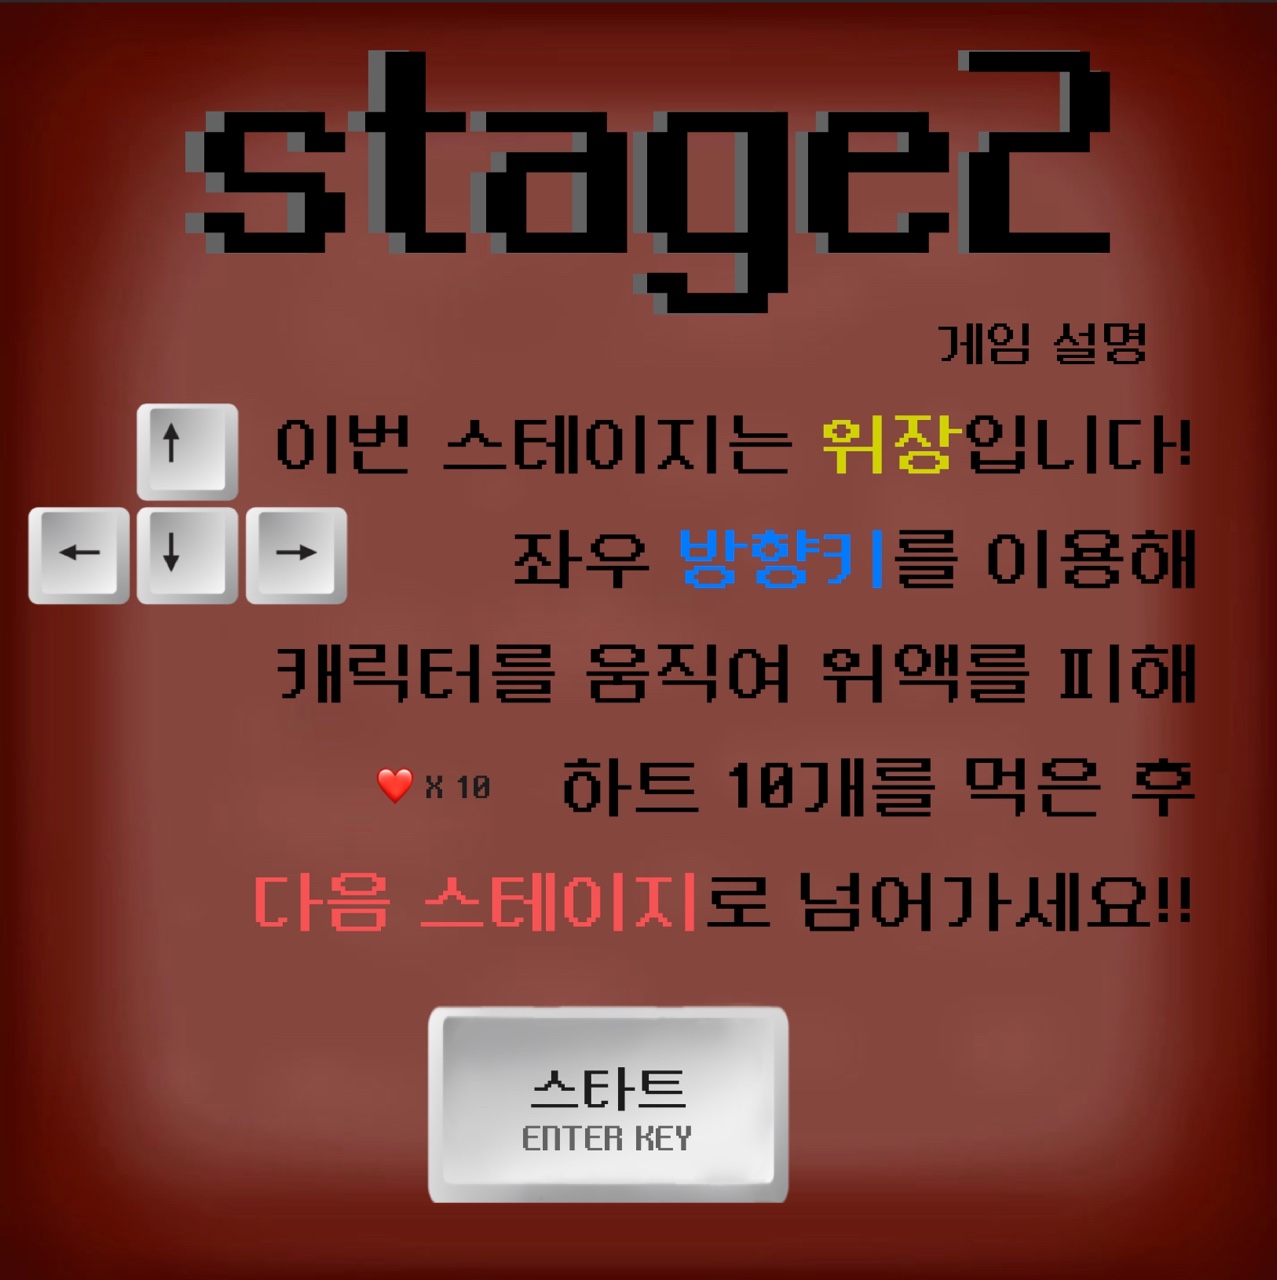 stage2
게임 설명
이번 스테이지는 위장입니다!
좌우 방향키를 이용해
캐릭터를 움직여 위액를 피해
❤️ X 10 하트 10개를 먹은 후
다음 스테이지로 넘어가세요!!
↑
← ↓ →
스타트
ENTER KEY